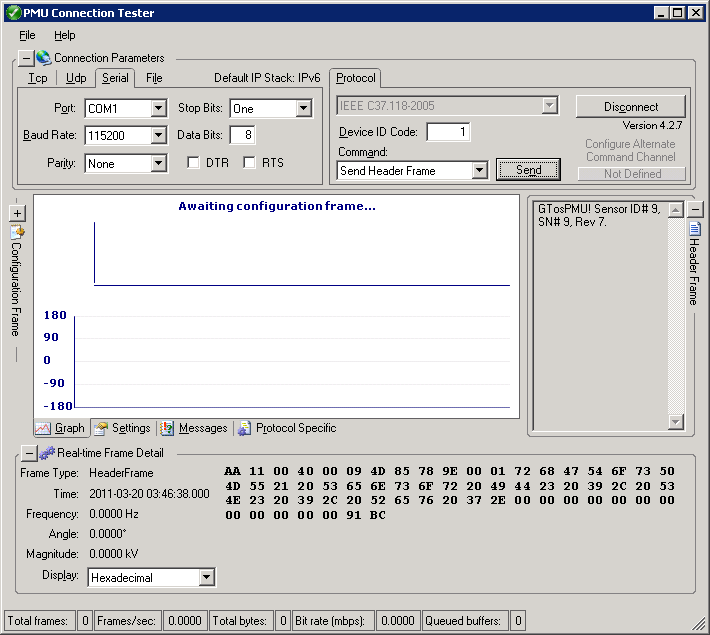 PMU Connection Tester
File Help
Connection Parameters
Tcp Udp Serial File Default IP Stack: IPv6
Port: COM1 Stop Bits: One
Baud Rate: 115200 Data Bits: 8
Parity: None DTR RTS
Protocol
IEEE C37.118-2005
Device ID Code: 1
Command:
Send Header Frame Send
Disconnect
Version 4.2.7
Configure Alternate
Command Channel
Not Defined
Configuration Frame
Awaiting configuration frame...
180
90
0
-90
-180
Graph Settings Messages Protocol Specific
GTosPMU! Sensor ID# 9,
SN# 9, Rev 7.
Header Frame
Real-time Frame Detail
Frame Type: HeaderFrame
Time: 2011-03-20 03:46:38.000
Frequency: 0.0000 Hz
Angle: 0.0000°
Magnitude: 0.0000 kV
Display: Hexadecimal
AA 11 00 40 00 09 4D 85 78 9E 00 01 72 68 47 54 6F 73 50
4D 55 21 20 53 65 6E 73 6F 72 20 49 44 23 20 39 2C 20 53
4E 23 20 39 2C 20 52 65 76 20 37 2E 00 00 00 00 00 00 00
00 00 00 00 00 91 BC
Total frames: 0 Frames/sec: 0.0000 Total bytes: 0 Bit rate (mbps): 0.0000 Queued buffers: 0